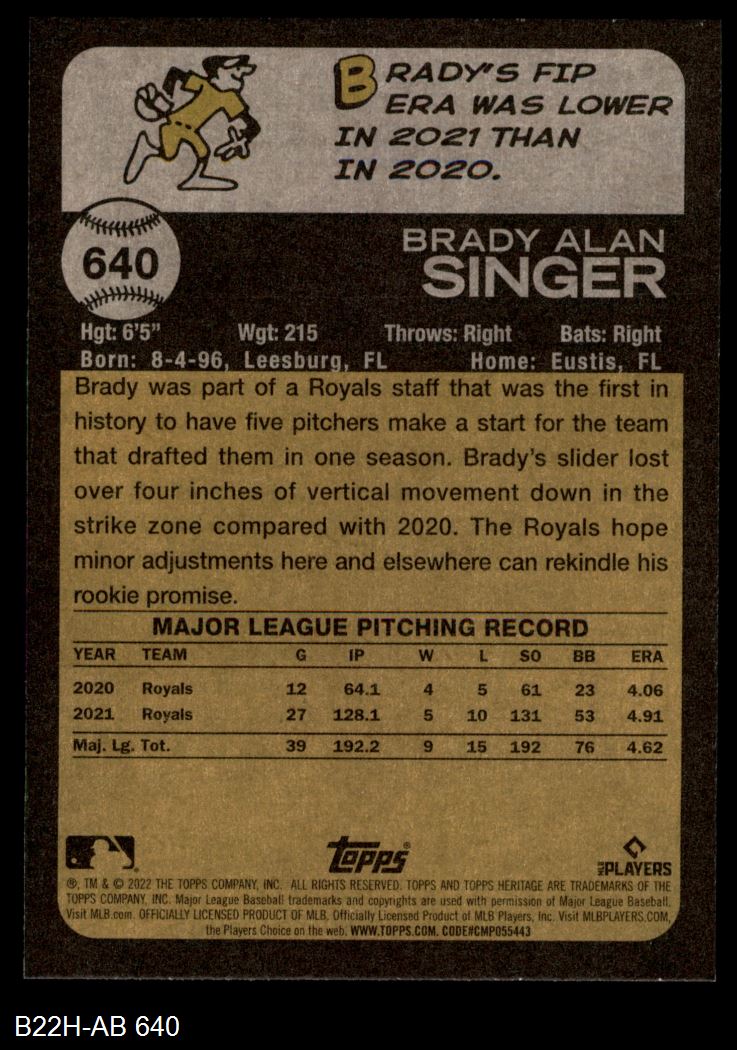 BRADY'S FIP
ERA WAS LOWER
IN 2021 THAN
IN 2020.
640
BRADY ALAN
SINGER
Hgt: 6'5" Wgt: 215 Throws: Right Bats: Right
Born: 8-4-96, Leesburg, FL Home: Eustis, FL
Brady was part of a Royals staff that was the first in
history to have five pitchers make a start for the team
that drafted them in one season. Brady's slider lost
over four inches of vertical movement down in the
strike zone compared with 2020. The Royals hope
minor adjustments here and elsewhere can rekindle his
rookie promise.
MAJOR LEAGUE PITCHING RECORD
YEAR TEAM G IP W L SO BB ERA
2020 Royals 12 64.1 4 5 61 23 4.06
2021 Royals 27 128.1 5 10 131 53 4.91
Maj. Lg. Tot. 39 192.2 9 15 192 76 4.62
Topps®
MLB PLAYERS
®, TM & © 2022 THE TOPPS COMPANY, INC. ALL RIGHTS RESERVED. TOPPS AND TOPPS HERITAGE ARE TRADEMARKS OF THE
TOPPS COMPANY, INC. Major League Baseball trademarks and copyrights are used with permission of Major League Baseball.
Visit MLB.com. OFFICIALLY LICENSED PRODUCT OF MLB. Officially Licensed Product of MLB Players, Inc. Visit MLBPLAYERS.COM,
the Players Choice on the web. WWW.TOPPS.COM. CODE#CMP055443
B22H-AB 640